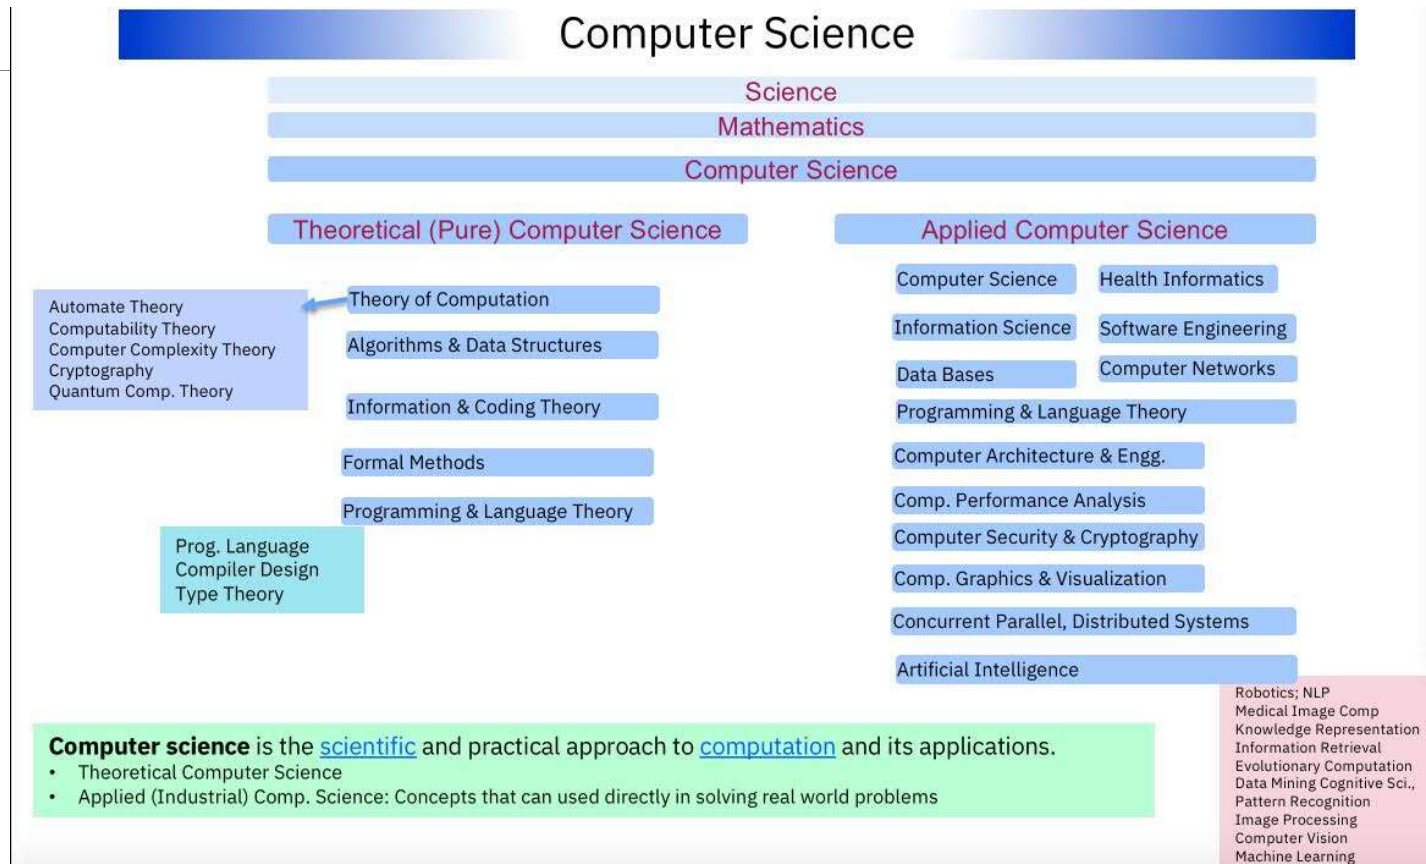 Computer Science
Science
Mathematics
Computer Science
Theoretical (Pure) Computer Science
Theory of Computation
Automate Theory
Computability Theory
Computer Complexity Theory
Cryptography
Quantum Comp. Theory
Algorithms & Data Structures
Information & Coding Theory
Formal Methods
Programming & Language Theory
Prog. Language
Compiler Design
Type Theory
Applied Computer Science
Computer Science
Health Informatics
Information Science
Software Engineering
Data Bases
Computer Networks
Programming & Language Theory
Computer Architecture & Engg.
Comp. Performance Analysis
Computer Security & Cryptography
Comp. Graphics & Visualization
Concurrent Parallel, Distributed Systems
Artificial Intelligence
Robotics; NLP
Medical Image Comp
Knowledge Representation
Information Retrieval
Evolutionary Computation
Data Mining Cognitive Sci.,
Pattern Recognition
Image Processing
Computer Vision
Machine Learning
Computer science is the scientific and practical approach to computation and its applications.
• Theoretical Computer Science
• Applied (Industrial) Comp. Science: Concepts that can used directly in solving real world problems